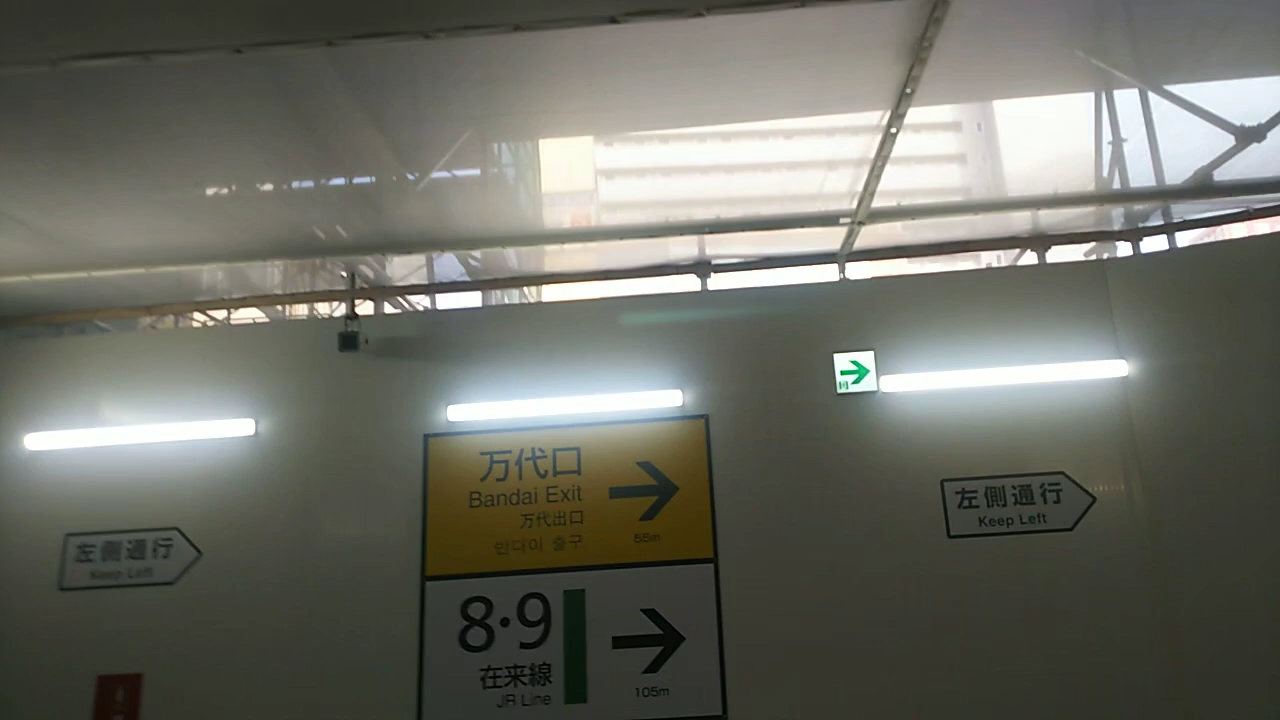 万代口
Bandai Exit
万代出口
반다이 출구
55m
左側通行
Keep Left
左側通行
Keep Left
8・9
在来線
JR Line
105m